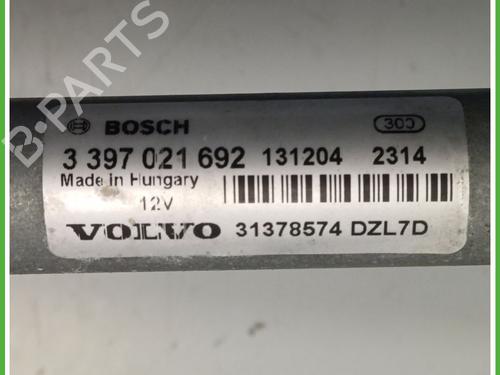 BOSCH 300
3 397 021 692 131204 2314
Made in Hungary
12V
VOLVO 31378574 DZL7D
B-PARTS